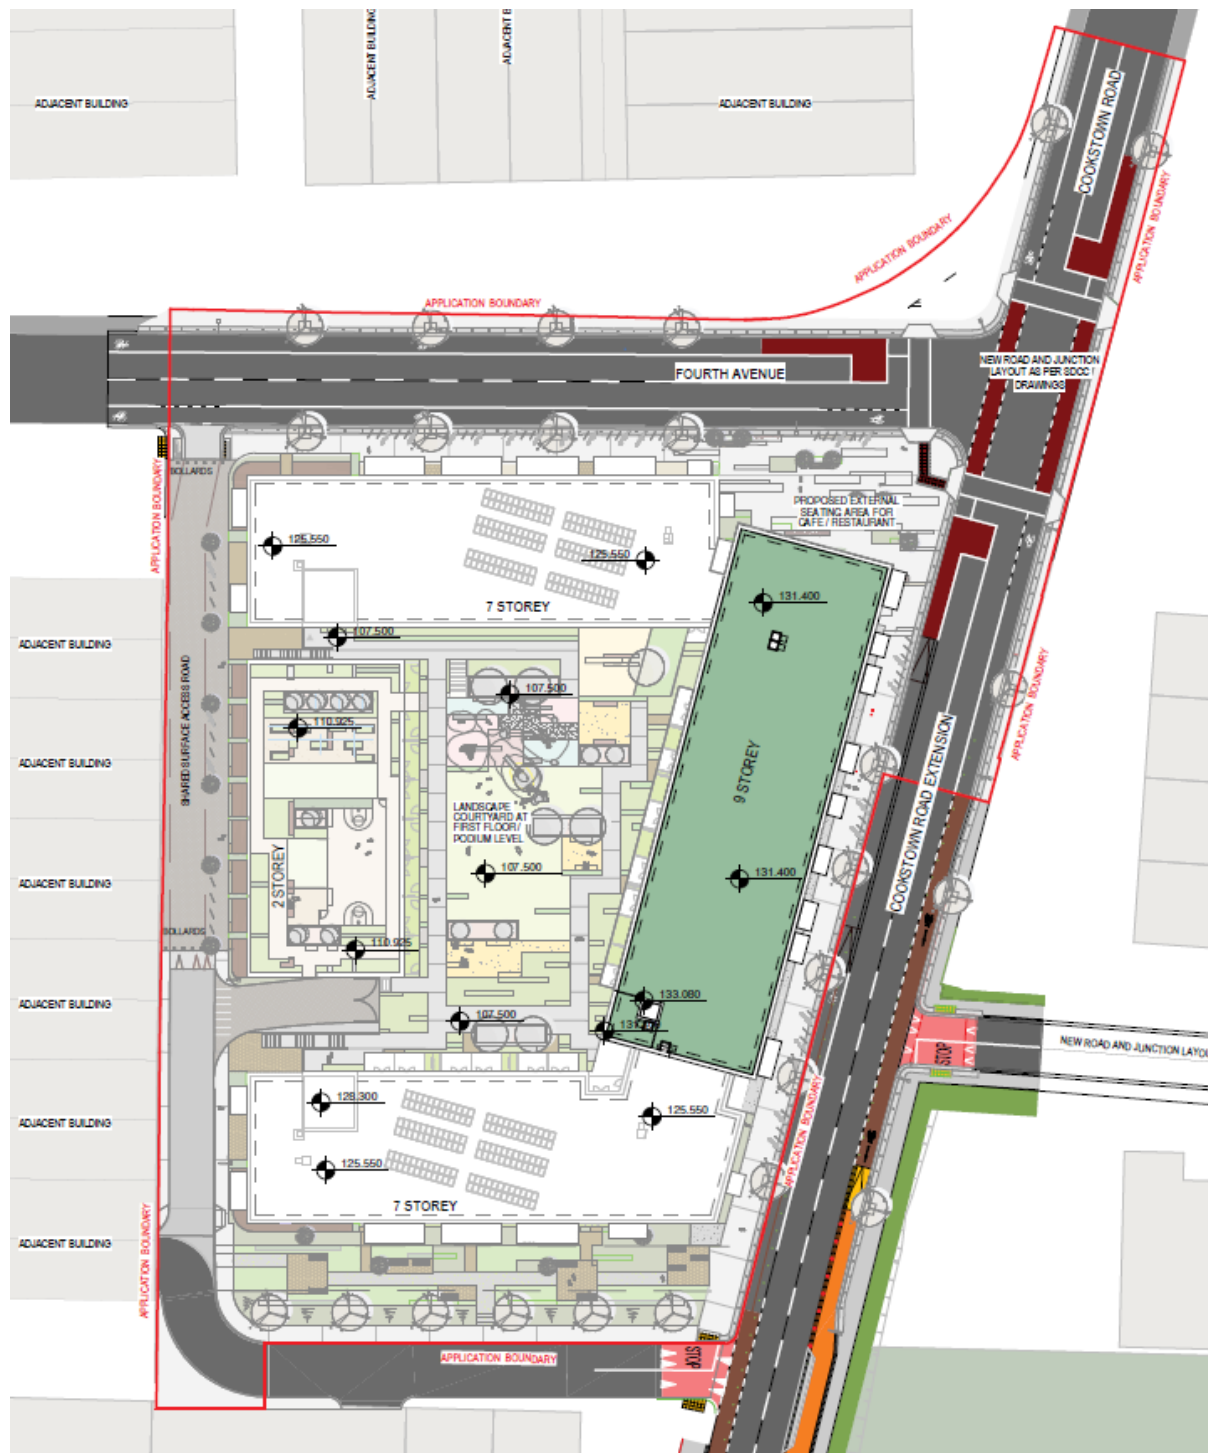 ADJACENT BUILDING
ADJACENT BUILDING
ADJACENT B
ADJACENT BUILDING
COOKSTOWN ROAD
APPLICATION BOUNDARY
APPLICATION BOUNDARY
APPLICATION BOUNDARY
FOURTH AVENUE
NEW ROAD AND JUNCTION
LAYOUT AS PER SDCC
DRAWINGS
BOLLARDS
APPLICATION BOUNDARY
PROPOSED EXTERNAL
SEATING AREA FOR
CAFE / RESTAURANT
125.550
125.550
7 STOREY
131.400
107.500
ADJACENT BUILDING
SHARED SURFACE ACCESS ROAD
107.500
110.925
APPLICATION BOUNDARY
COOKSTOWN ROAD EXTENSION
9 STOREY
ADJACENT BUILDING
LANDSCAPE
COURTYARD AT
FIRST FLOOR /
PODIUM LEVEL
2 STOREY
107.500
131.400
ADJACENT BUILDING
BOLLARDS
110.925
133.080
107.500
ADJACENT BUILDING
STOP
NEW ROAD AND JUNCTION LAYOU
128.300
125.550
APPLICATION BOUNDARY
ADJACENT BUILDING
125.550
7 STOREY
APPLICATION BOUNDARY
ADJACENT BUILDING
APPLICATION BOUNDARY
STOP